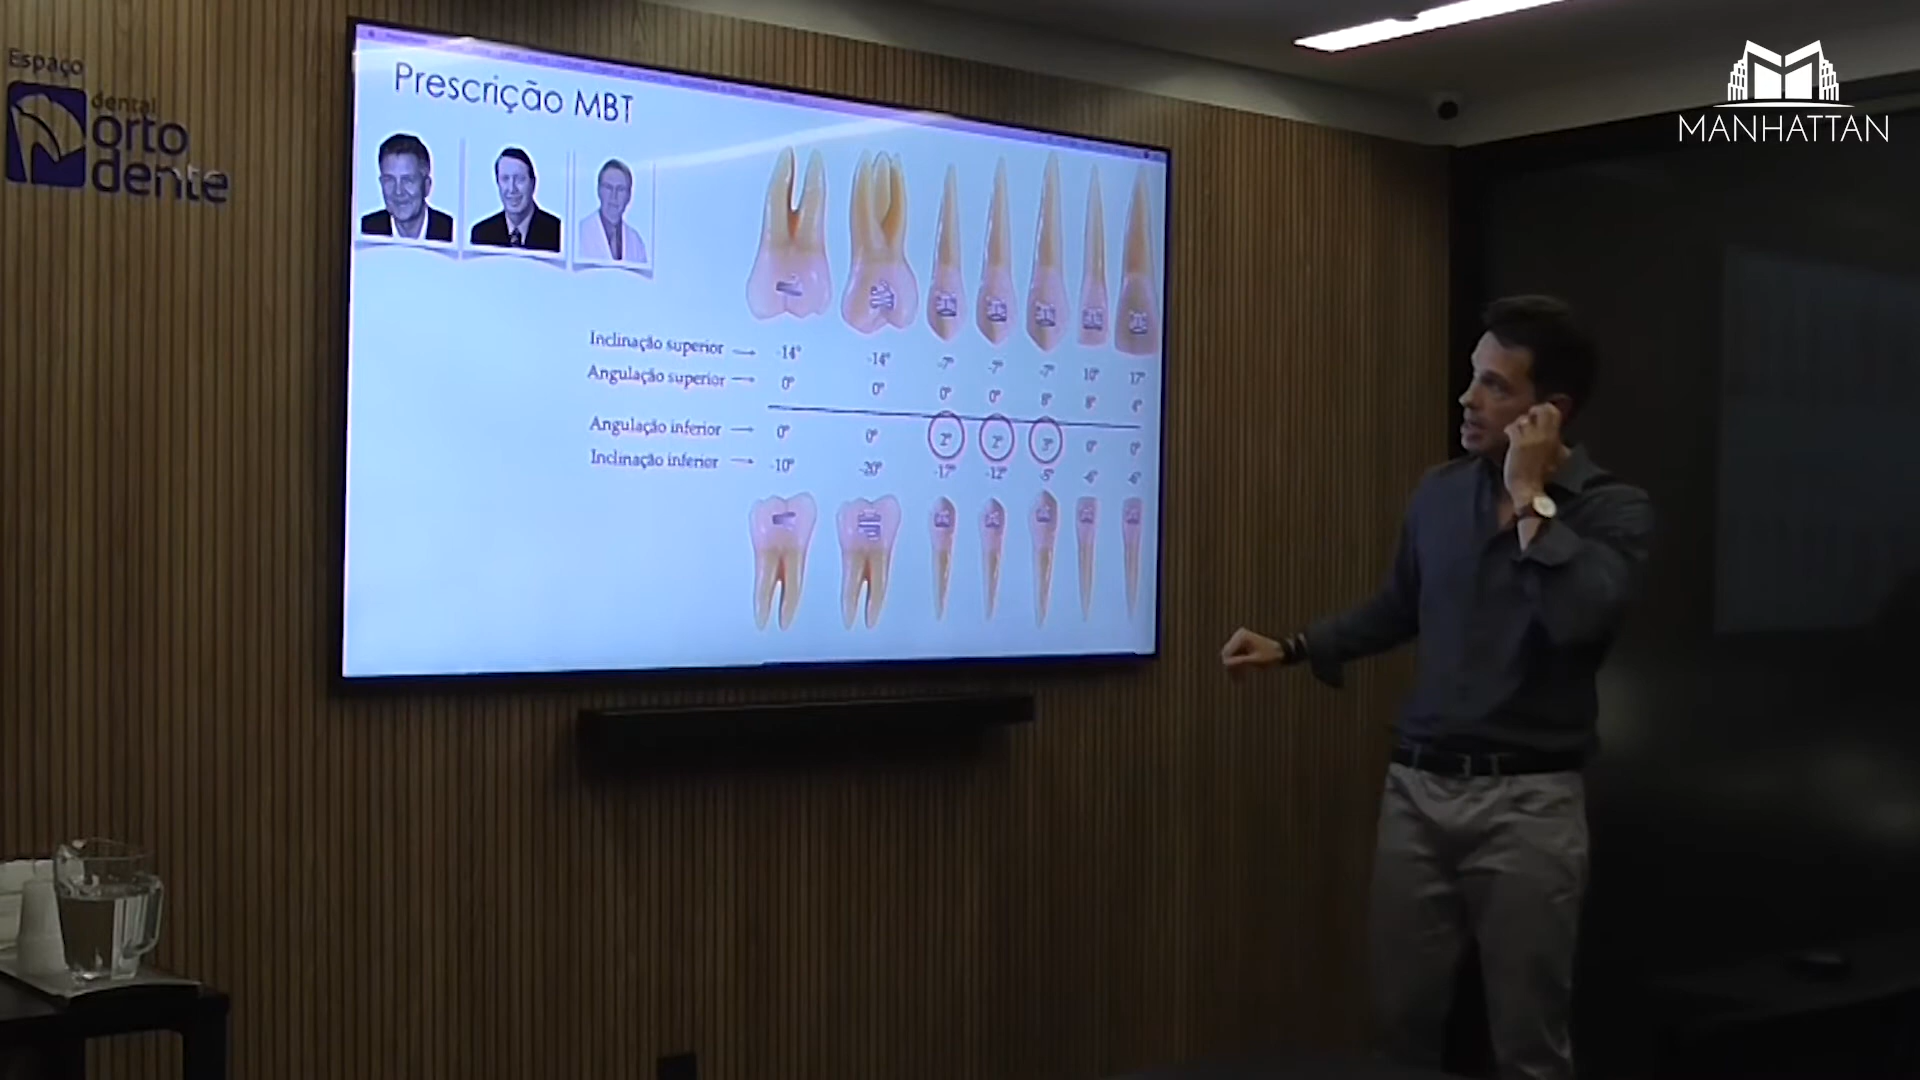 Espaço
dental
orto
dente
MANHATTAN
Prescrição MBT
Inclinação superior → -14° -14° -7° -7° -7° 10° 17°
Angulação superior → 0° 0° 0° 0° 8° 8° 4°
Angulação inferior → 0° 0° 2° 2° 3° 0° 0°
Inclinação inferior → -10° -20° -17° -12° -5° -6° -6°